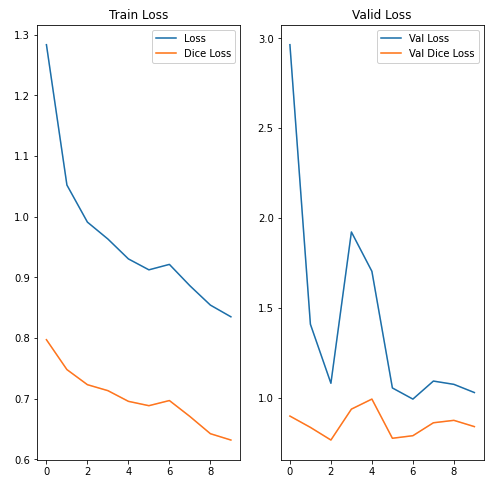 Train Loss
Loss
Dice Loss
1.3
1.2
1.1
1.0
0.9
0.8
0.7
0.6
0 2 4 6 8
Valid Loss
Val Loss
Val Dice Loss
3.0
2.5
2.0
1.5
1.0
0 2 4 6 8